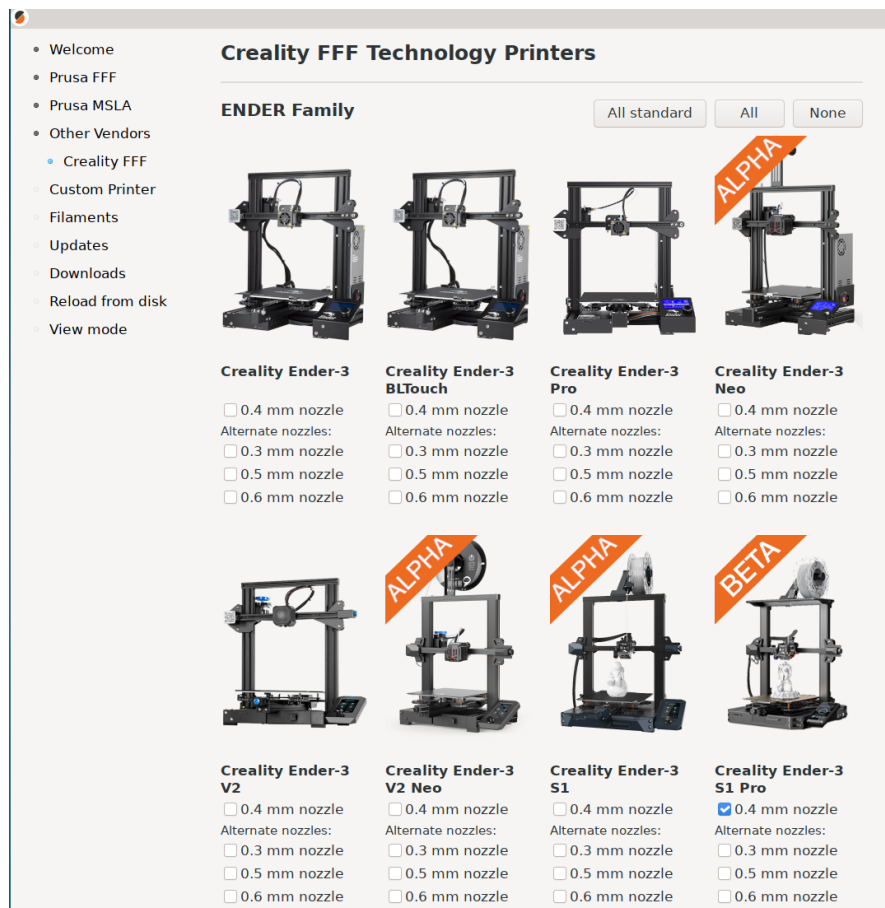 Welcome
Prusa FFF
Prusa MSLA
Other Vendors
Creality FFF
Custom Printer
Filaments
Updates
Downloads
Reload from disk
View mode
Creality FFF Technology Printers
ENDER Family
All standard
All
None
ALPHA
Creality Ender-3
0.4 mm nozzle
Alternate nozzles:
0.3 mm nozzle
0.5 mm nozzle
0.6 mm nozzle
Creality Ender-3
BLTouch
0.4 mm nozzle
Alternate nozzles:
0.3 mm nozzle
0.5 mm nozzle
0.6 mm nozzle
Creality Ender-3
Pro
0.4 mm nozzle
Alternate nozzles:
0.3 mm nozzle
0.5 mm nozzle
0.6 mm nozzle
Creality Ender-3
Neo
0.4 mm nozzle
Alternate nozzles:
0.3 mm nozzle
0.5 mm nozzle
0.6 mm nozzle
ALPHA
ALPHA
BETA
Creality Ender-3
V2
0.4 mm nozzle
Alternate nozzles:
0.3 mm nozzle
0.5 mm nozzle
0.6 mm nozzle
Creality Ender-3
V2 Neo
0.4 mm nozzle
Alternate nozzles:
0.3 mm nozzle
0.5 mm nozzle
0.6 mm nozzle
Creality Ender-3
S1
0.4 mm nozzle
Alternate nozzles:
0.3 mm nozzle
0.5 mm nozzle
0.6 mm nozzle
Creality Ender-3
S1 Pro
0.4 mm nozzle
Alternate nozzles:
0.3 mm nozzle
0.5 mm nozzle
0.6 mm nozzle